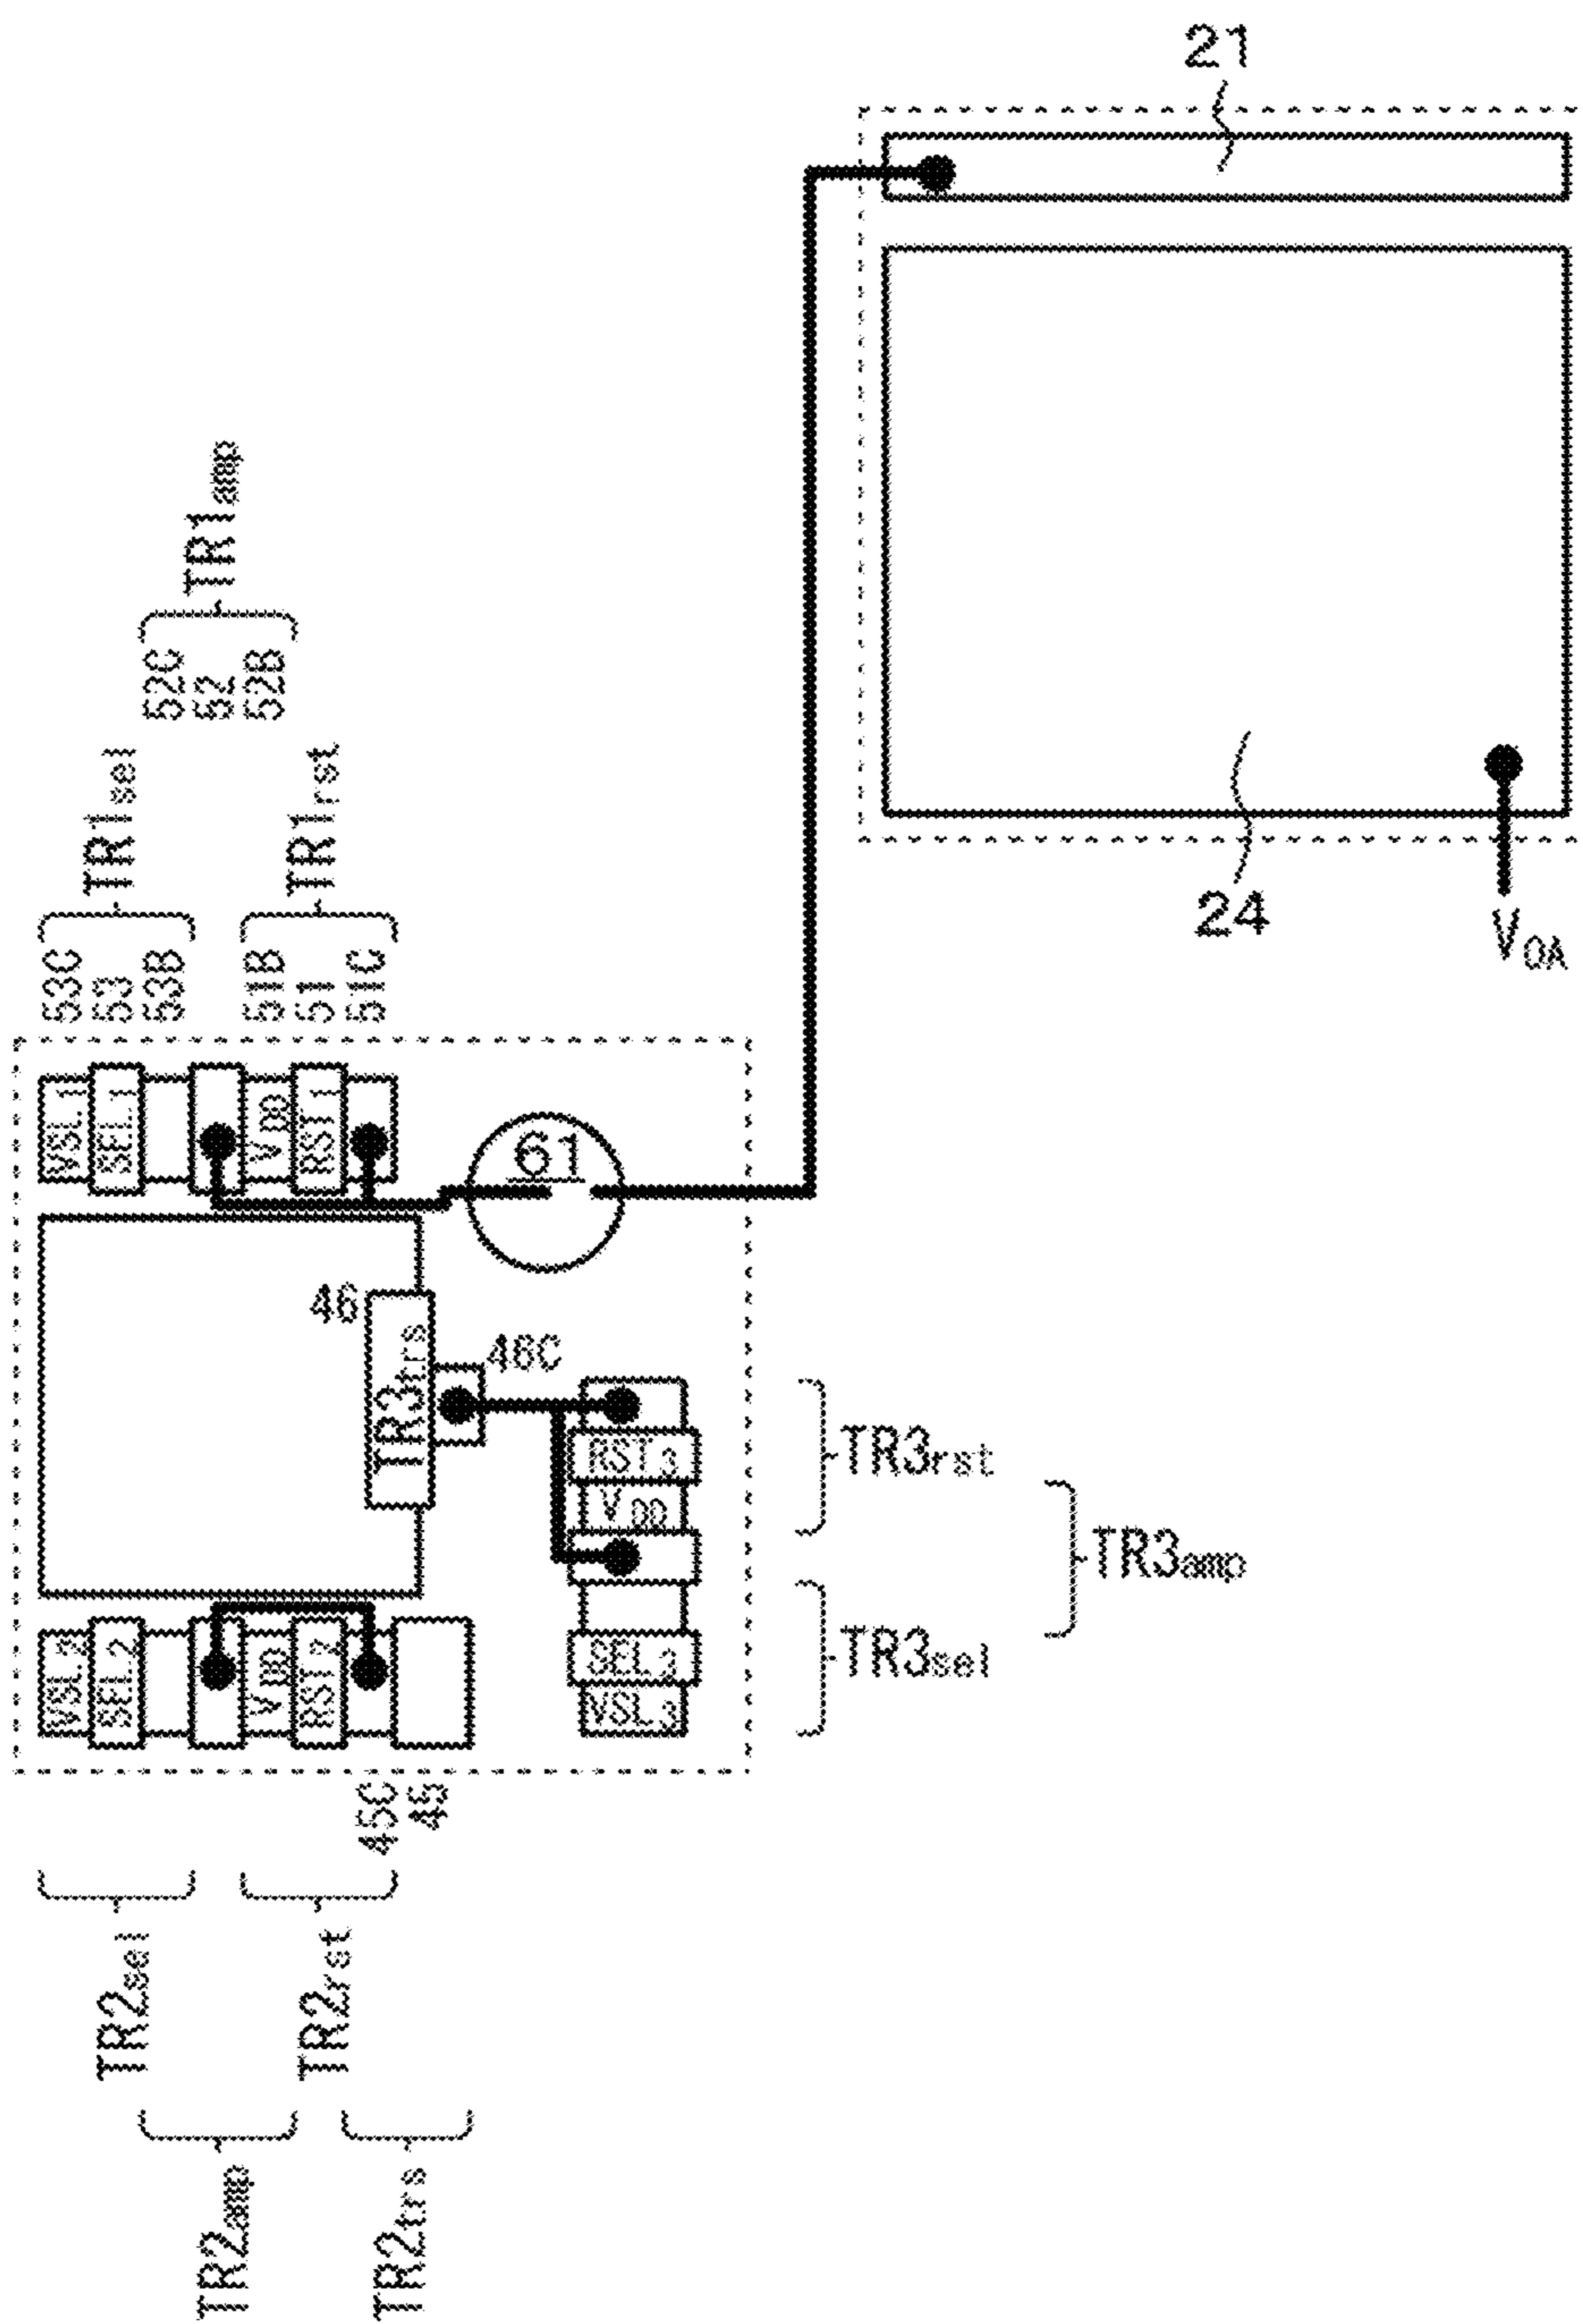 21
TR1amp
52C
52
52B
TR1sel
TR1rst
53C
53
53B
51B
51
51C
24
VOA
VSL1
SEL1
VDD
RST1
61
46
TR3trs
46C
RST3
VDD
SEL3
VSL3
TR3rst
TR3amp
TR3sel
VSL2
SEL2
VDD
RST2
45C
45
TR2sel
TR2rst
TR2amp
TR2trs